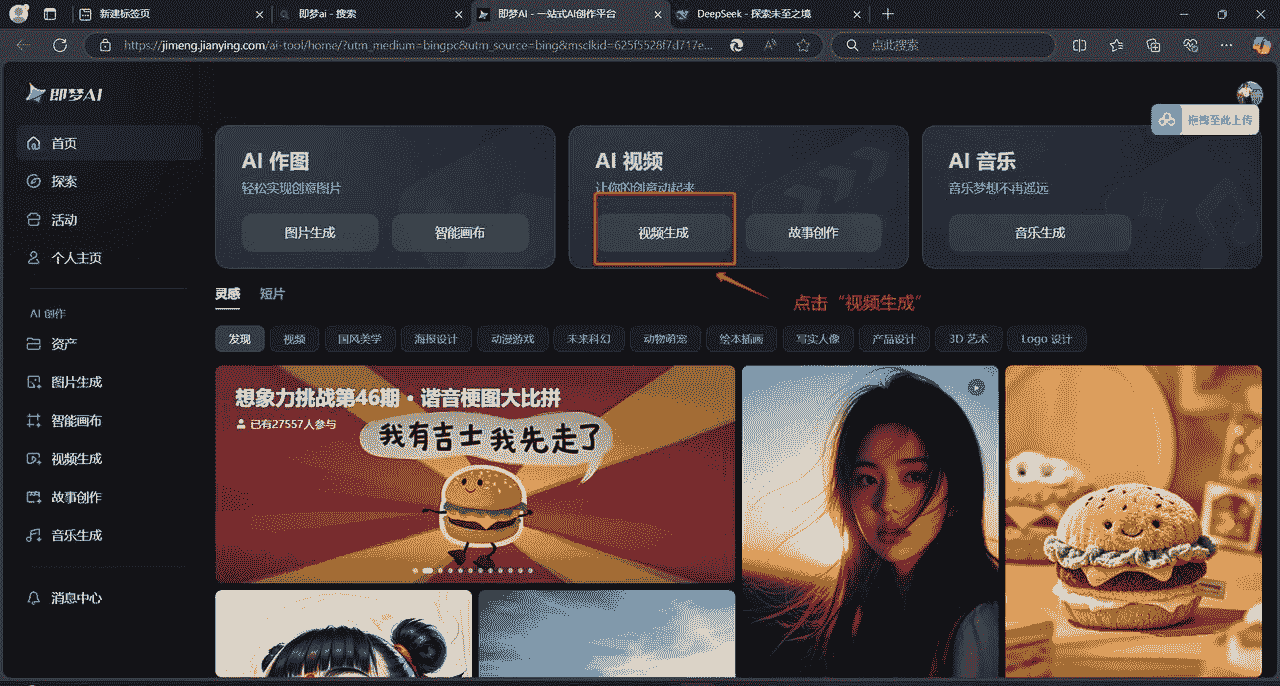 新建标签页
即梦ai - 搜索
即梦AI - 一站式AI创作平台
DeepSeek - 探索未至之境
https://jimeng.jianying.com/ai-tool/home/?utm_medium=bingpc&utm_source=bing&msclkid=625f5528f7d717e...
点此搜索
即梦AI
拖拽至此上传
首页
探索
活动
个人主页
AI 创作
资产
图片生成
智能画布
视频生成
故事创作
音乐生成
消息中心
AI 作图
轻松实现创意图片
图片生成
智能画布
AI 视频
让你的创意动起来
视频生成
故事创作
AI 音乐
音乐梦想不再遥远
音乐生成
点击“视频生成”
灵感
短片
发现
视频
国风美学
海报设计
动漫游戏
未来科幻
动物萌宠
绘本插画
写实人像
产品设计
3D 艺术
Logo 设计
想象力挑战第46期·谐音梗图大比拼
已有27557人参与
我有吉士我先走了